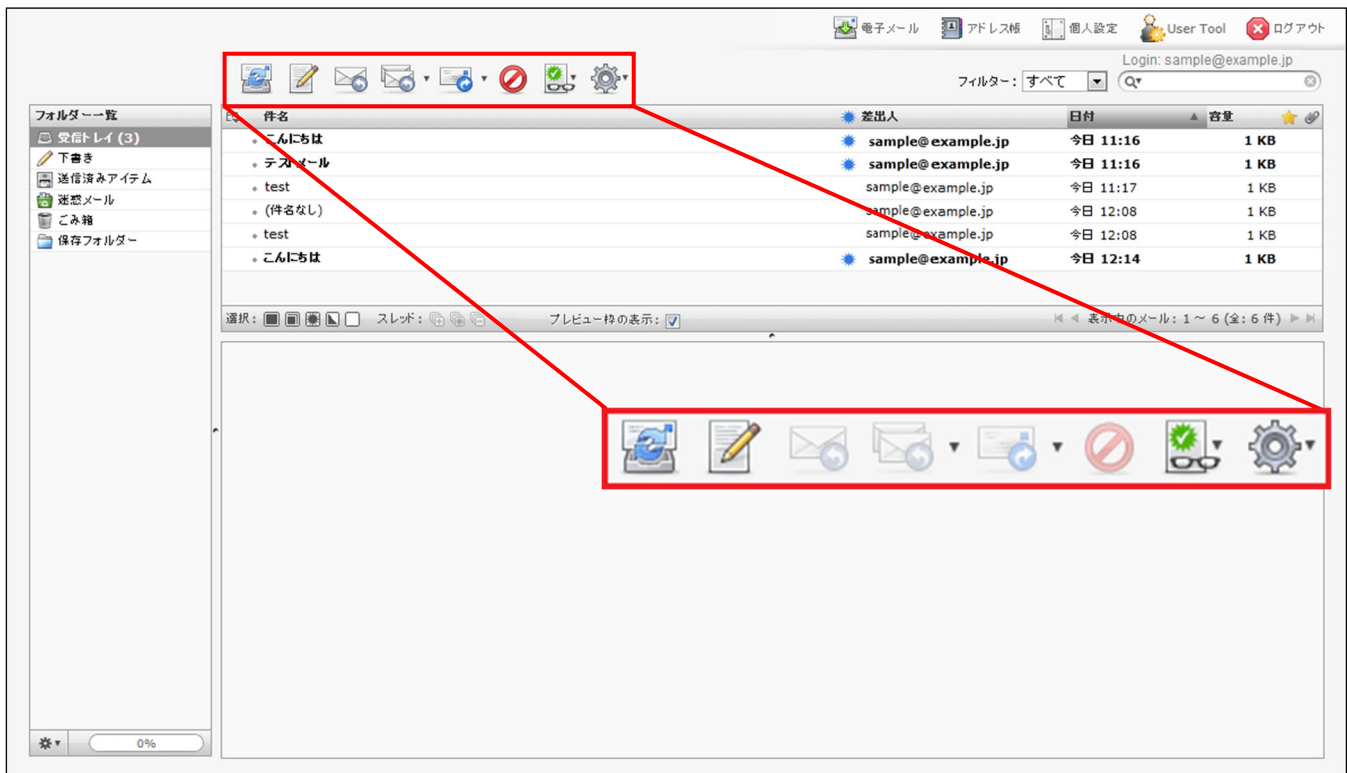 電子メール アドレス帳 個人設定 User Tool ログアウト
Login: sample@example.jp
フィルター: すべて
フォルダー一覧
受信トレイ (3)
下書き
送信済みアイテム
迷惑メール
ごみ箱
保存フォルダー
件名 差出人 日付 容量
こんにちは sample@example.jp 今日 11:16 1 KB
テストメール sample@example.jp 今日 11:16 1 KB
test sample@example.jp 今日 11:17 1 KB
(件名なし) sample@example.jp 今日 12:08 1 KB
test sample@example.jp 今日 12:08 1 KB
こんにちは sample@example.jp 今日 12:14 1 KB
選択: スレッド: プレビュー枠の表示: 表示中のメール: 1 ~ 6 (全: 6 件)
0%